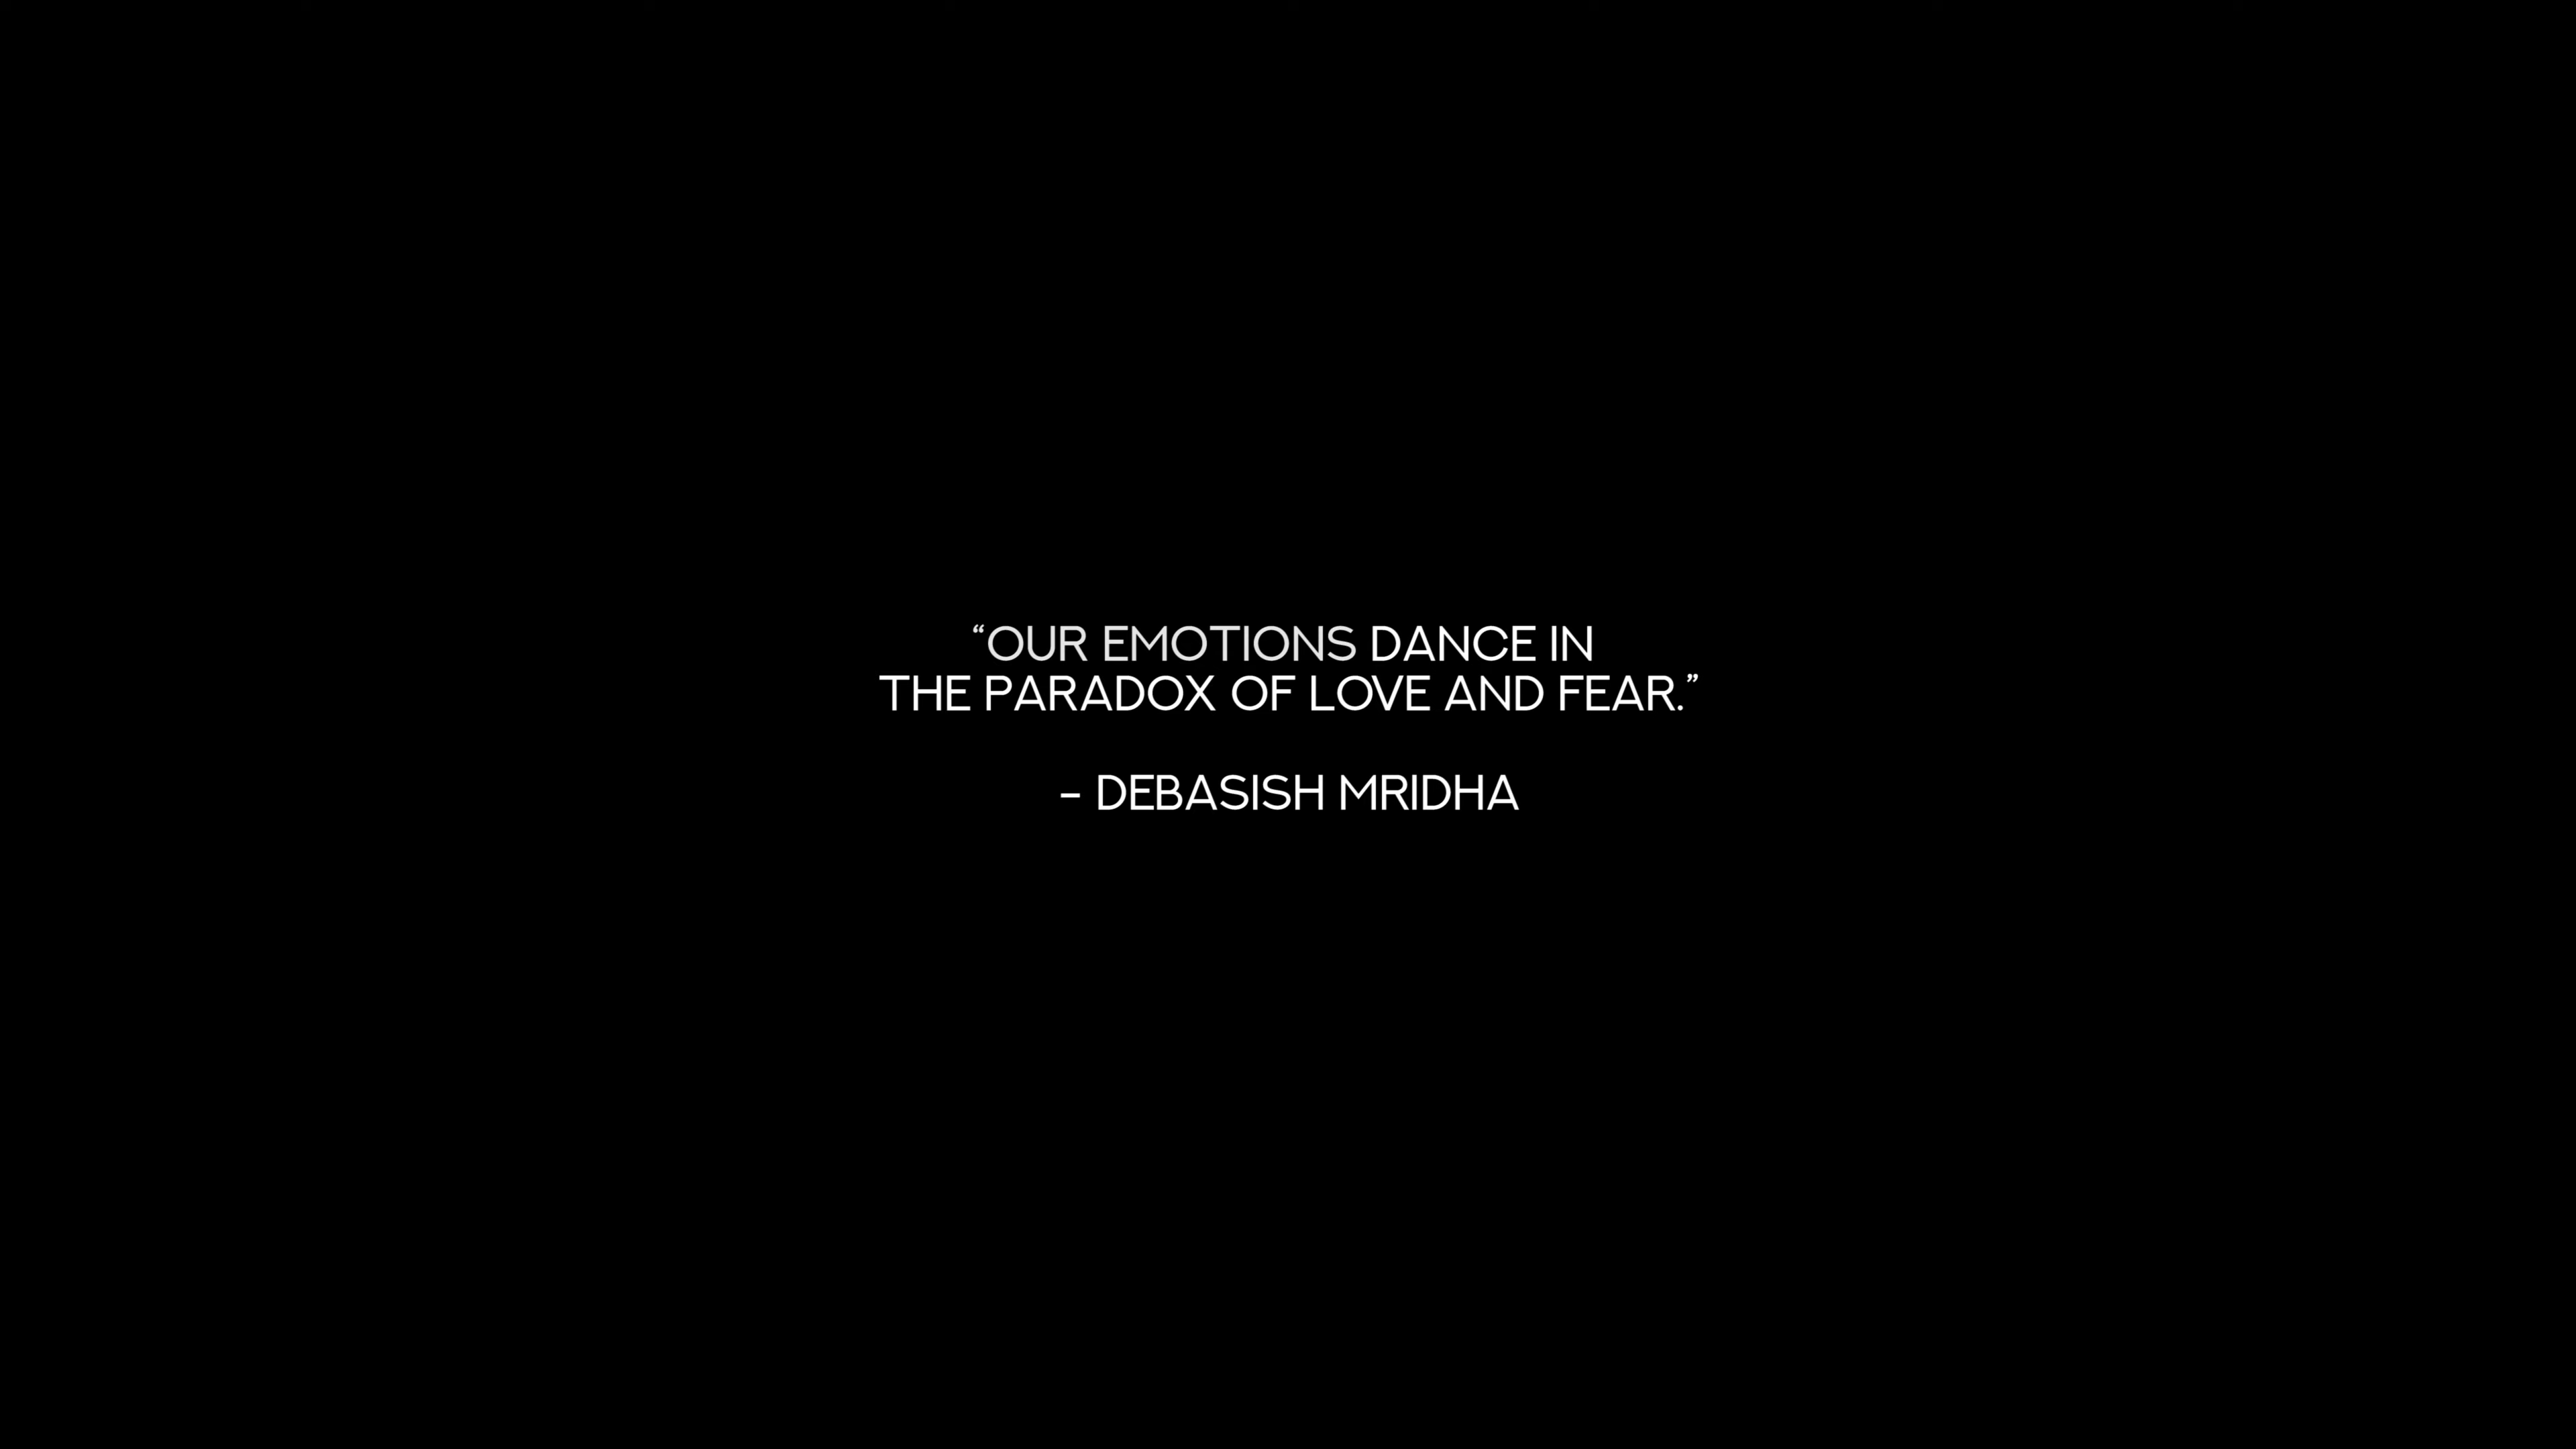 “OUR EMOTIONS DANCE IN
THE PARADOX OF LOVE AND FEAR.”
– DEBASISH MRIDHA